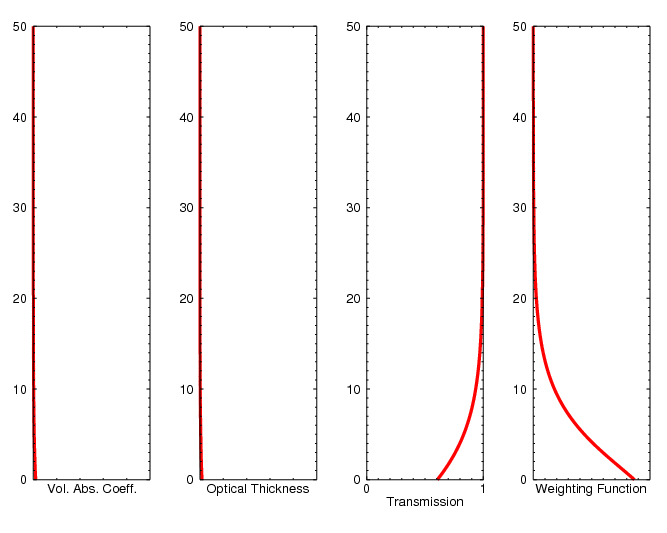 50 50 50 50
40 40 40 40
30 30 30 30
20 20 20 20
10 10 10 10
0 0 0 0
Vol. Abs. Coeff. Optical Thickness 0 1 Weighting Function
Transmission